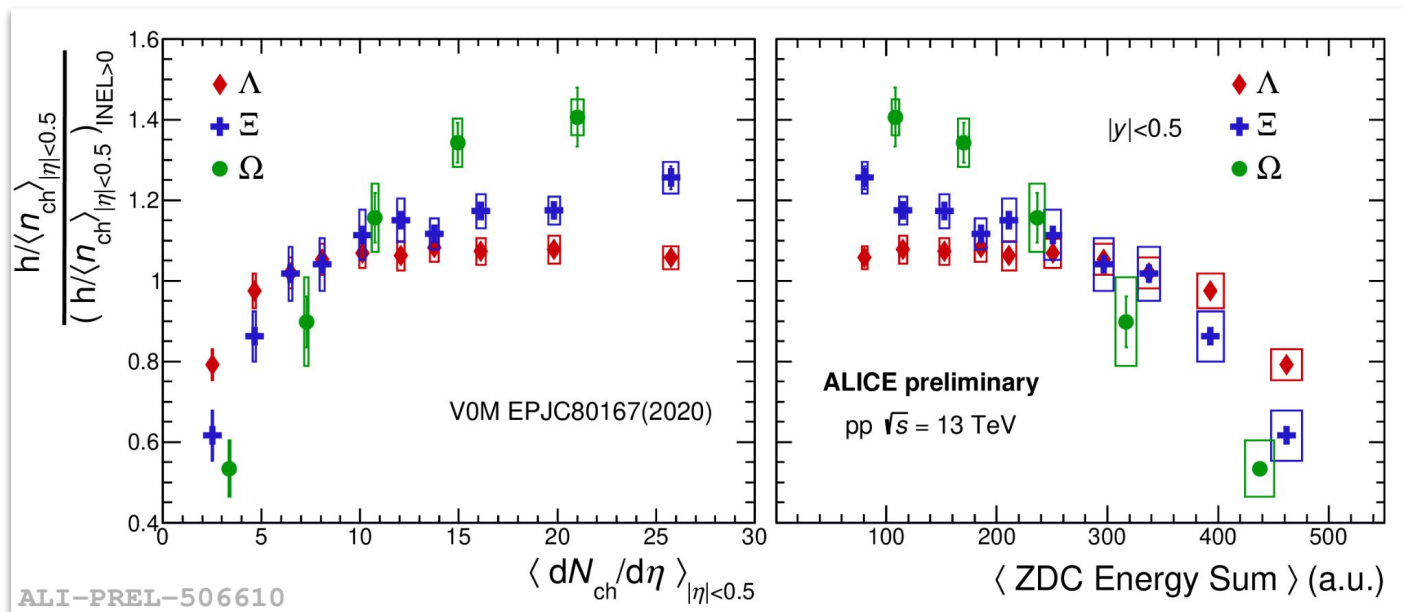 h/⟨n_ch⟩|η|<0.5
(h/⟨n_ch⟩|η|<0.5)INEL>0
1.6
1.4
1.2
1
0.8
0.6
0.4
Λ
Ξ
Ω
V0M EPJC80167(2020)
0 5 10 15 20 25 30
⟨ dN_ch/dη ⟩|η|<0.5
Λ
|y|<0.5
Ξ
Ω
ALICE preliminary
pp √s = 13 TeV
100 200 300 400 500
⟨ ZDC Energy Sum ⟩ (a.u.)
ALI-PREL-506610